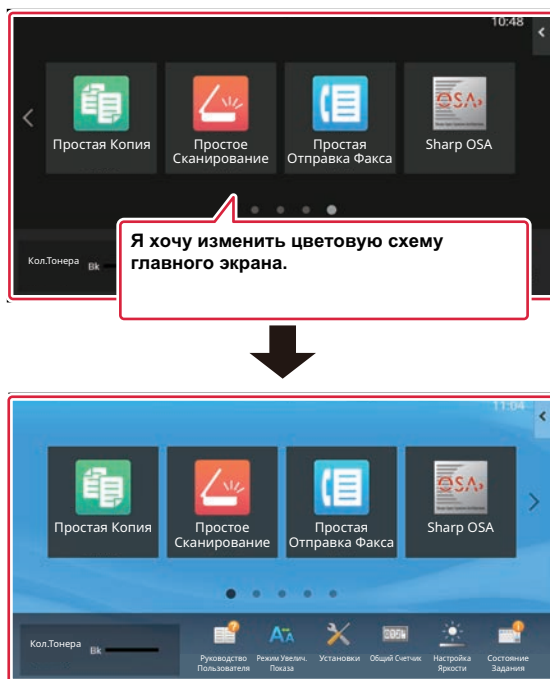 10:48
Простая Копия
Простое
Сканирование
Простая
Отправка Факса
OSA
Sharp OSA
Я хочу изменить цветовую схему
главного экрана.
Кол.Тонера
Bk
11:04
Простая Копия
Простое
Сканирование
Простая
Отправка Факса
OSA
Sharp OSA
Кол.Тонера
Bk
Руководство
Пользователя
Режим Увелич.
Показа
Установки
Общий Счетчик
Настройка
Яркости
Состояние
Задания